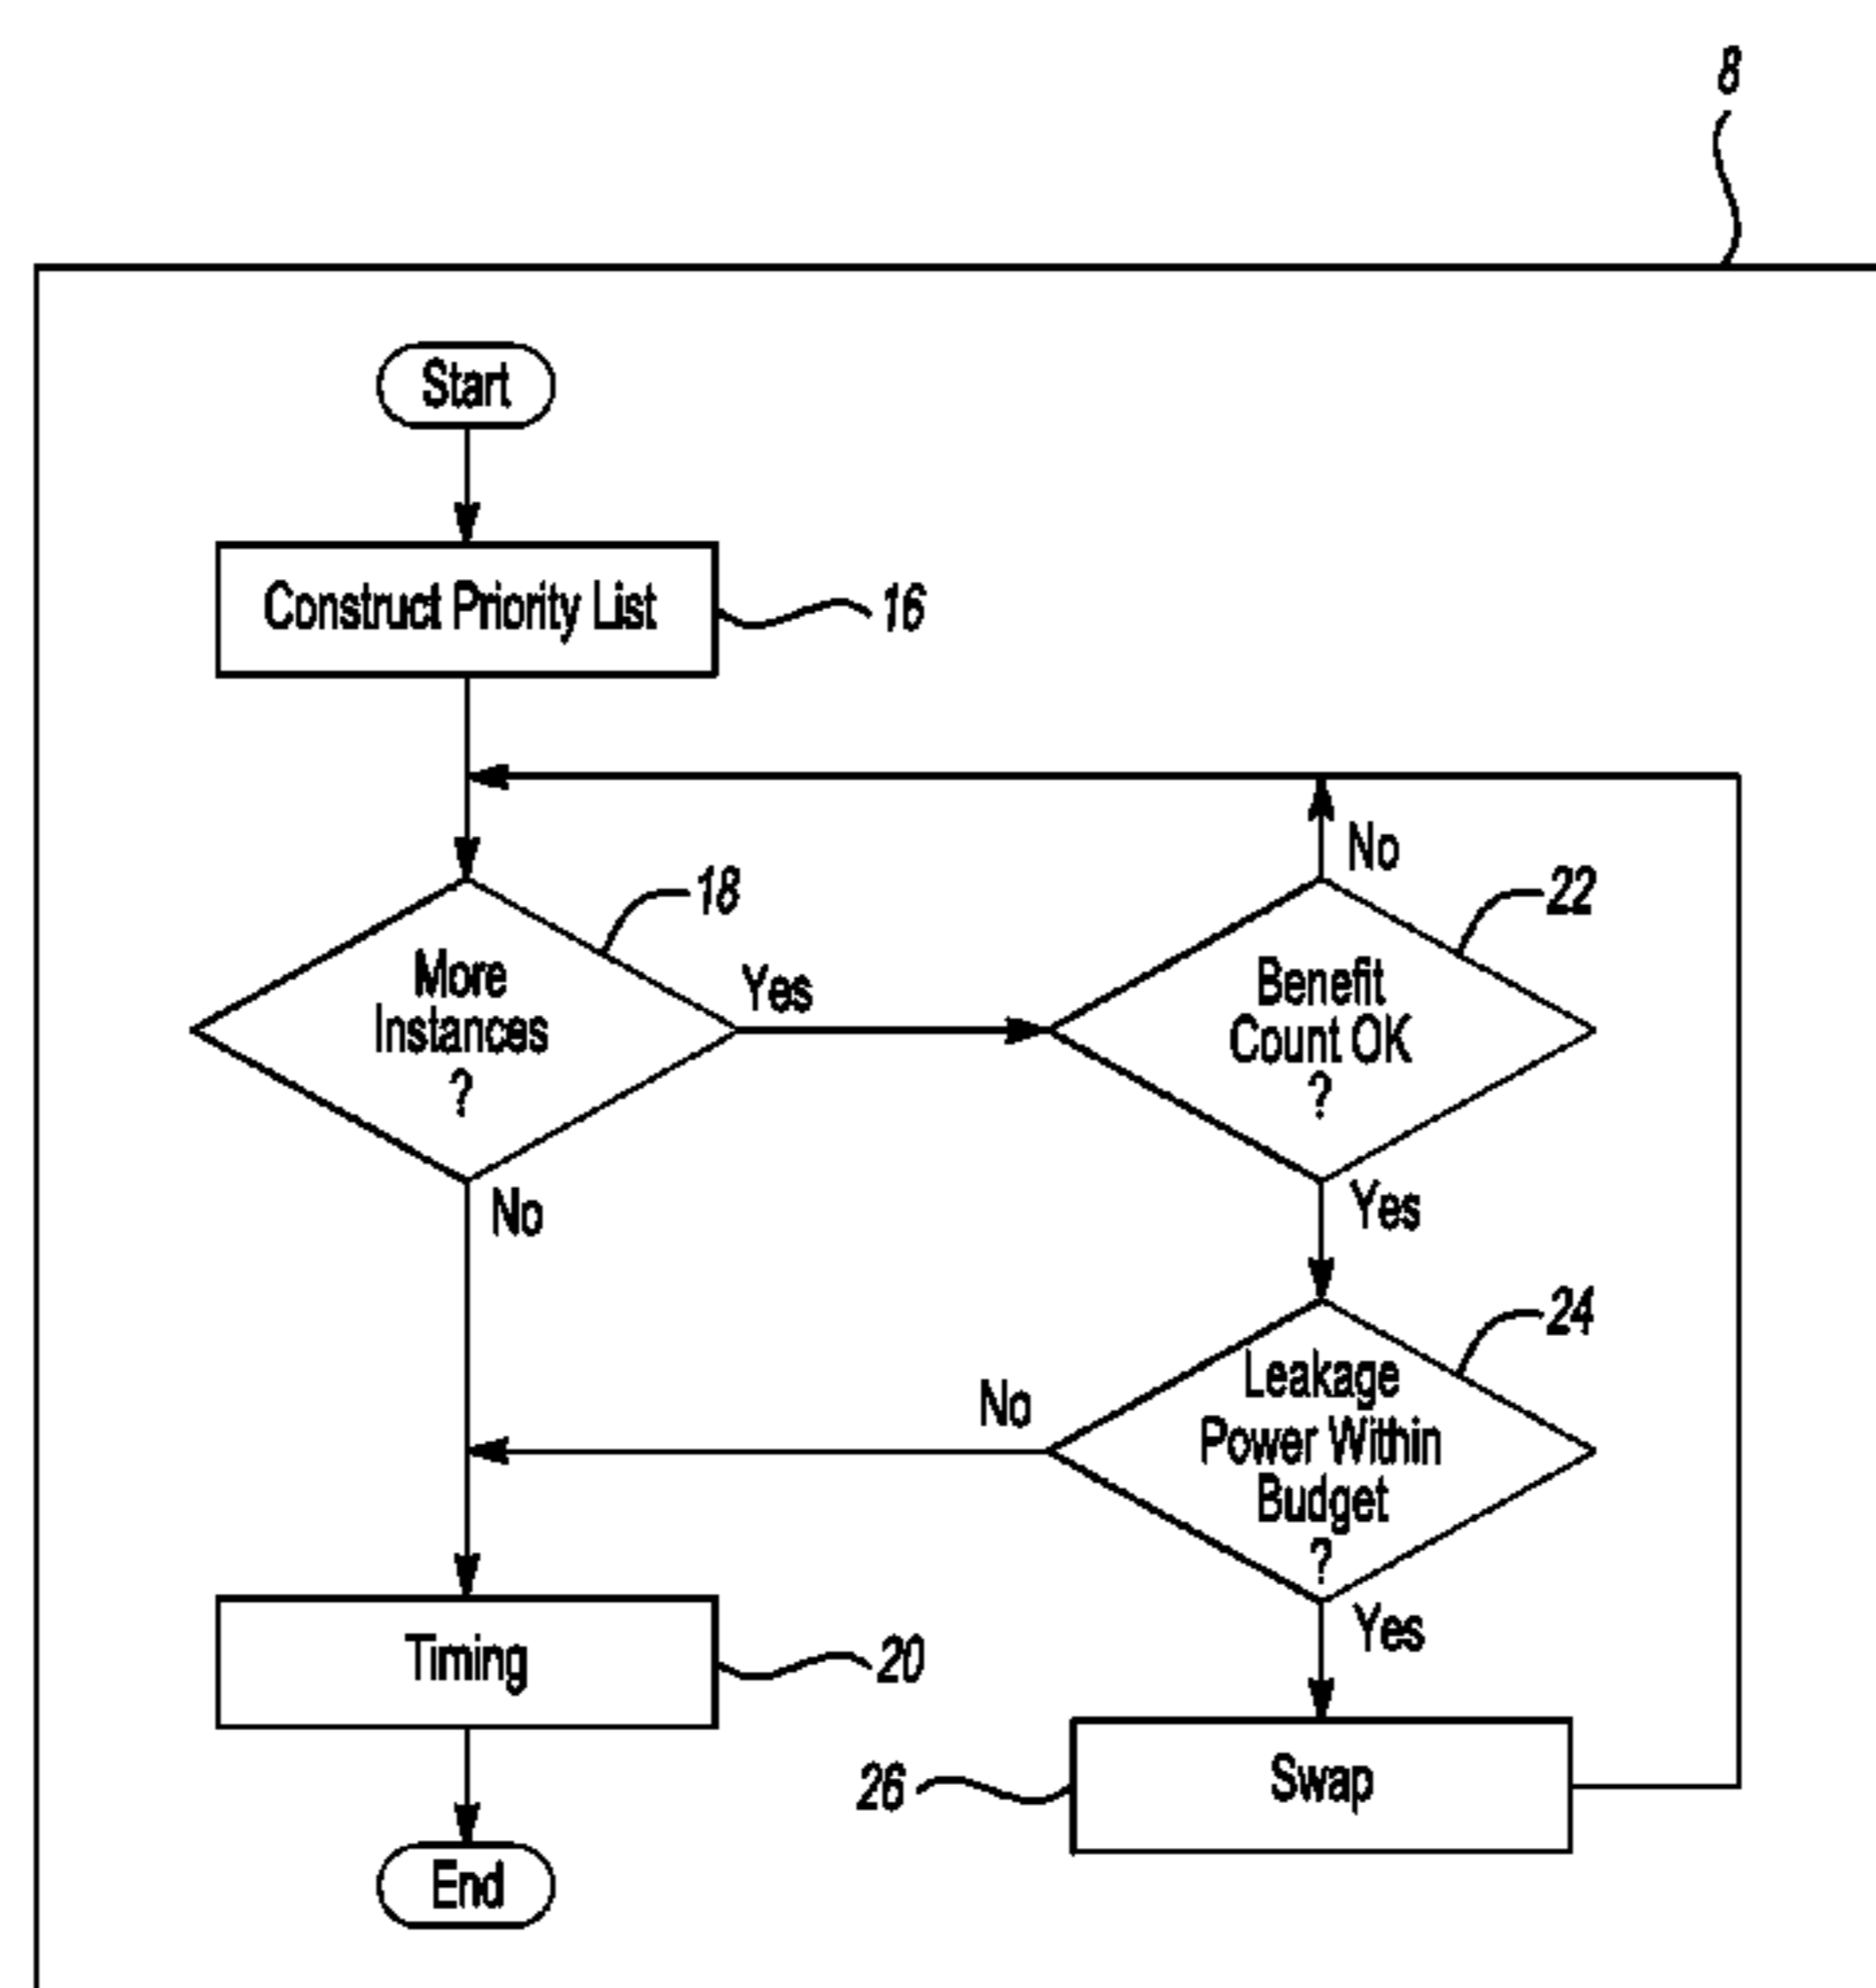 8
Start
Construct Priority List
16
No
18
22
More
Instances
?
Yes
Benefit
Count OK
?
No
Yes
24
No
Leakage
Power Within
Budget
?
Yes
Timing
20
26
Swap
End